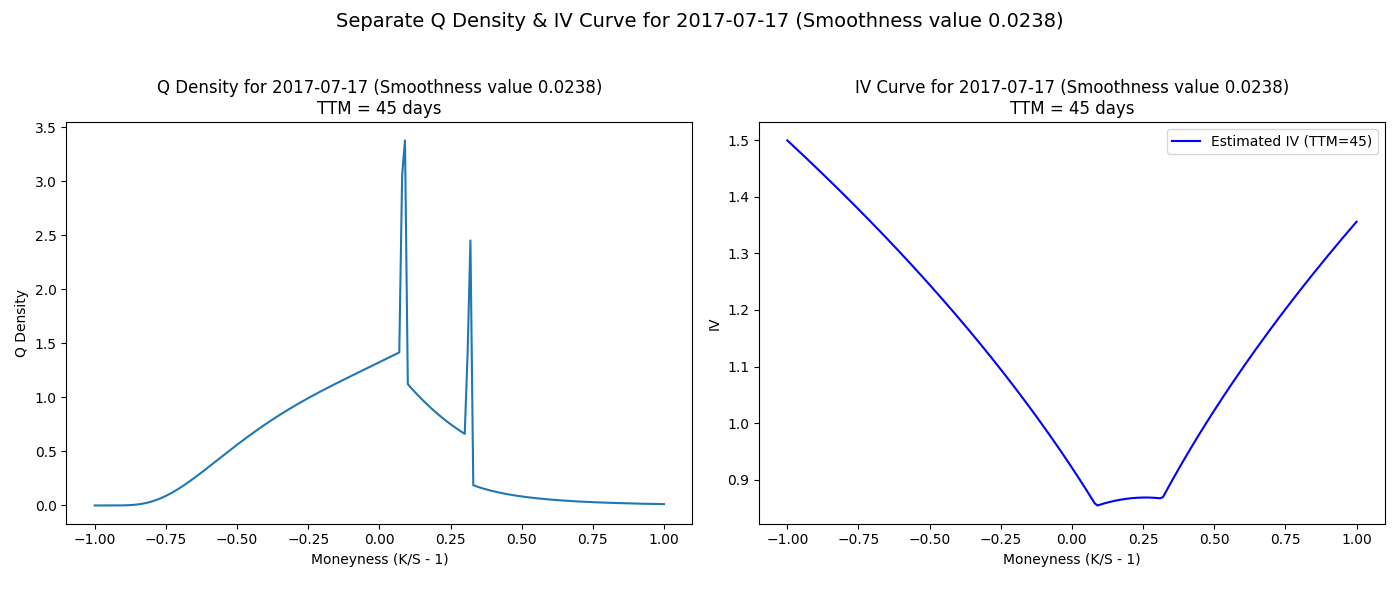 Separate Q Density & IV Curve for 2017-07-17 (Smoothness value 0.0238)
Q Density for 2017-07-17 (Smoothness value 0.0238)
TTM = 45 days
3.5
3.0
2.5
2.0
1.5
1.0
0.5
0.0
Q Density
−1.00 −0.75 −0.50 −0.25 0.00 0.25 0.50 0.75 1.00
Moneyness (K/S - 1)
IV Curve for 2017-07-17 (Smoothness value 0.0238)
TTM = 45 days
Estimated IV (TTM=45)
1.5
1.4
1.3
1.2
1.1
1.0
0.9
IV
−1.00 −0.75 −0.50 −0.25 0.00 0.25 0.50 0.75 1.00
Moneyness (K/S - 1)